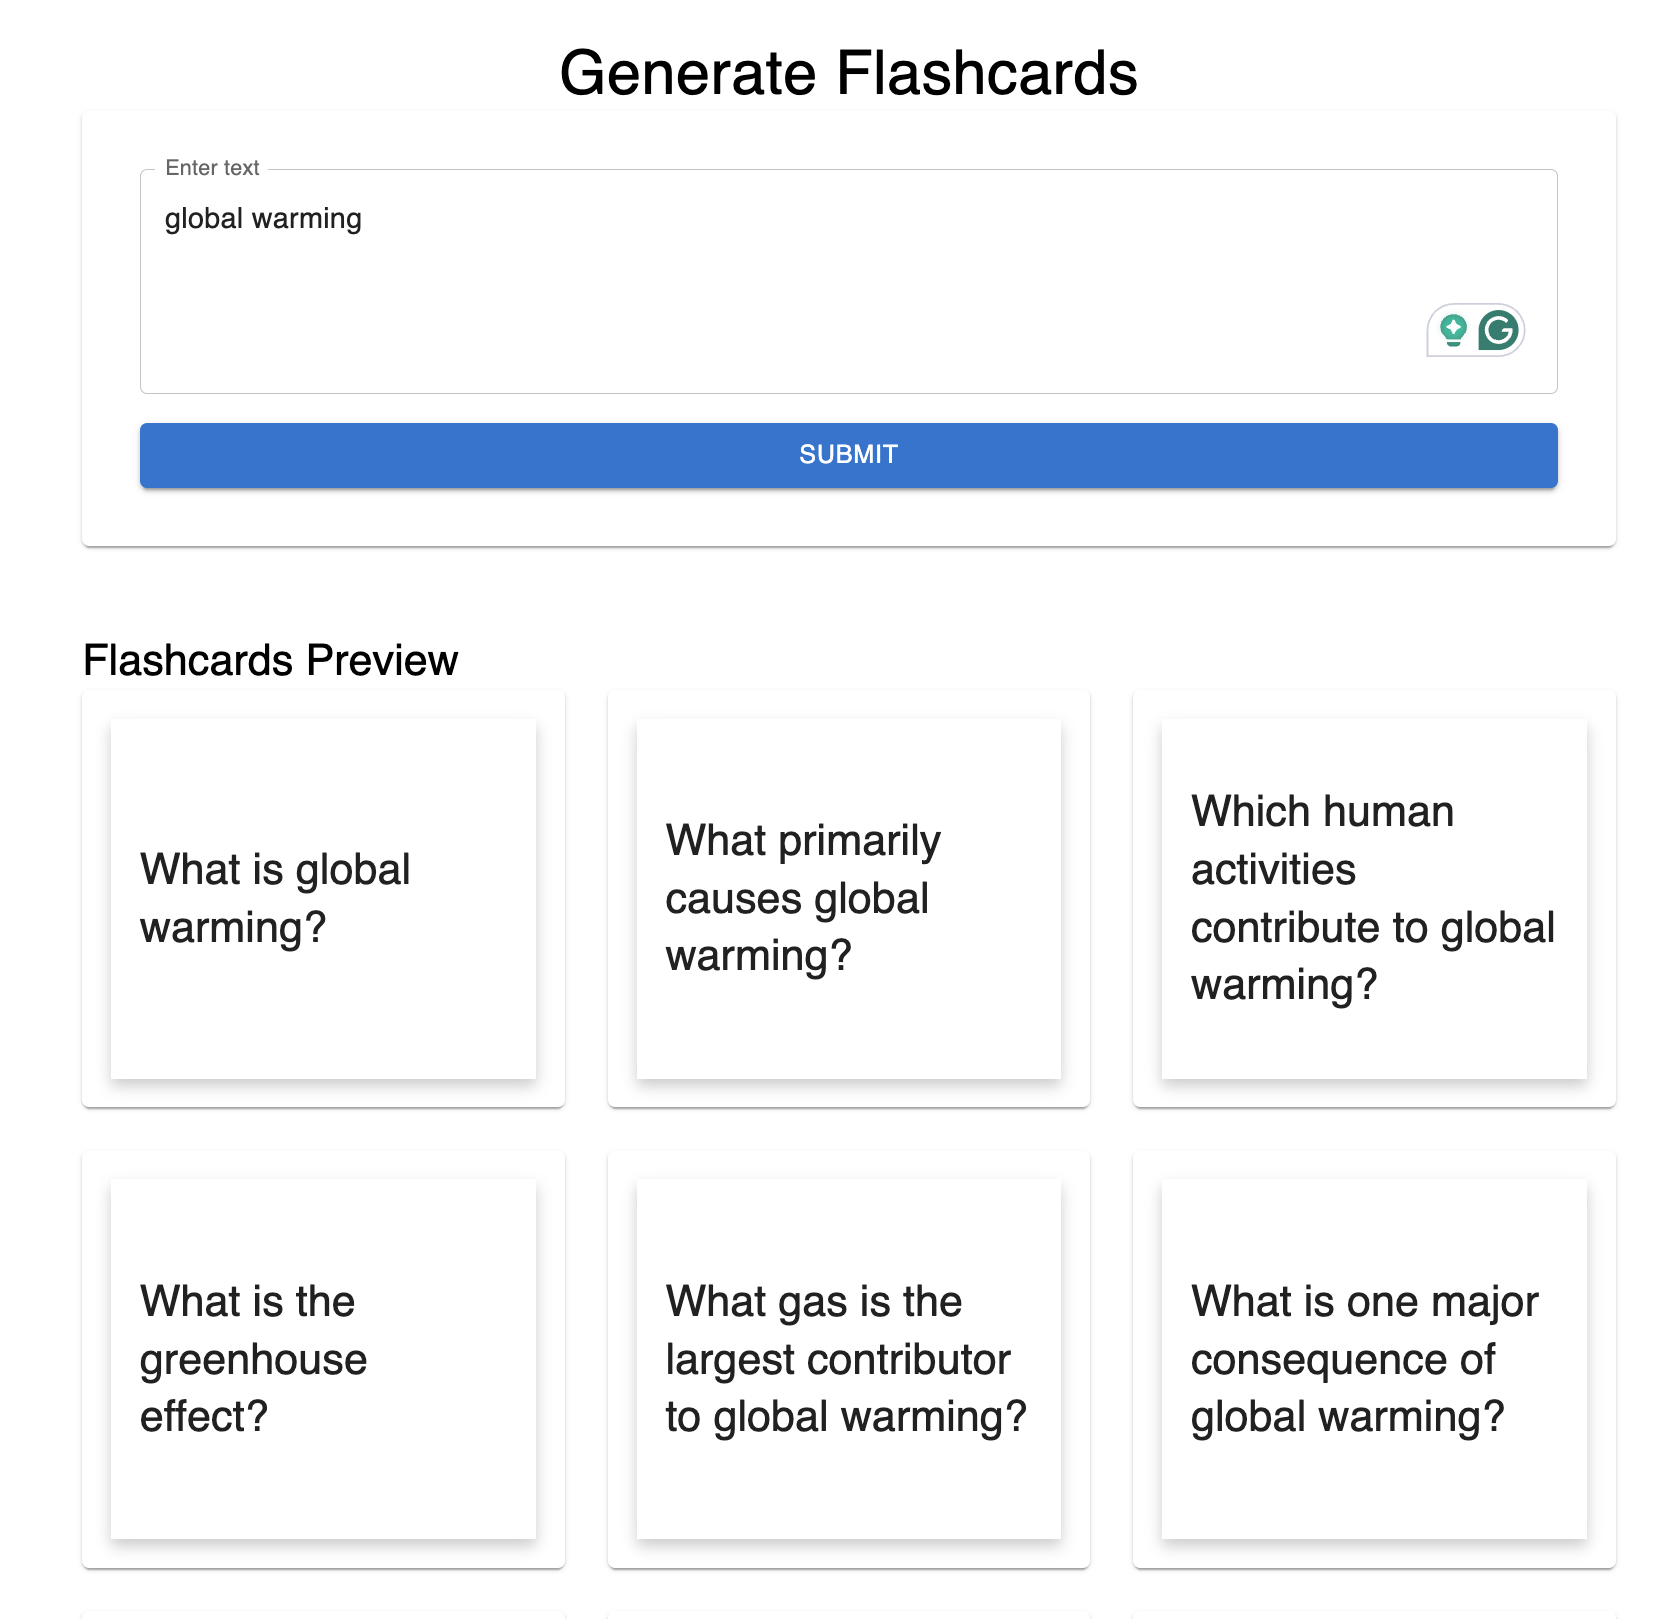 Generate Flashcards
Enter text
global warming
G
SUBMIT
Flashcards Preview
What is global
warming?
What primarily
causes global
warming?
Which human
activities
contribute to global
warming?
What is the
greenhouse
effect?
What gas is the
largest contributor
to global warming?
What is one major
consequence of
global warming?